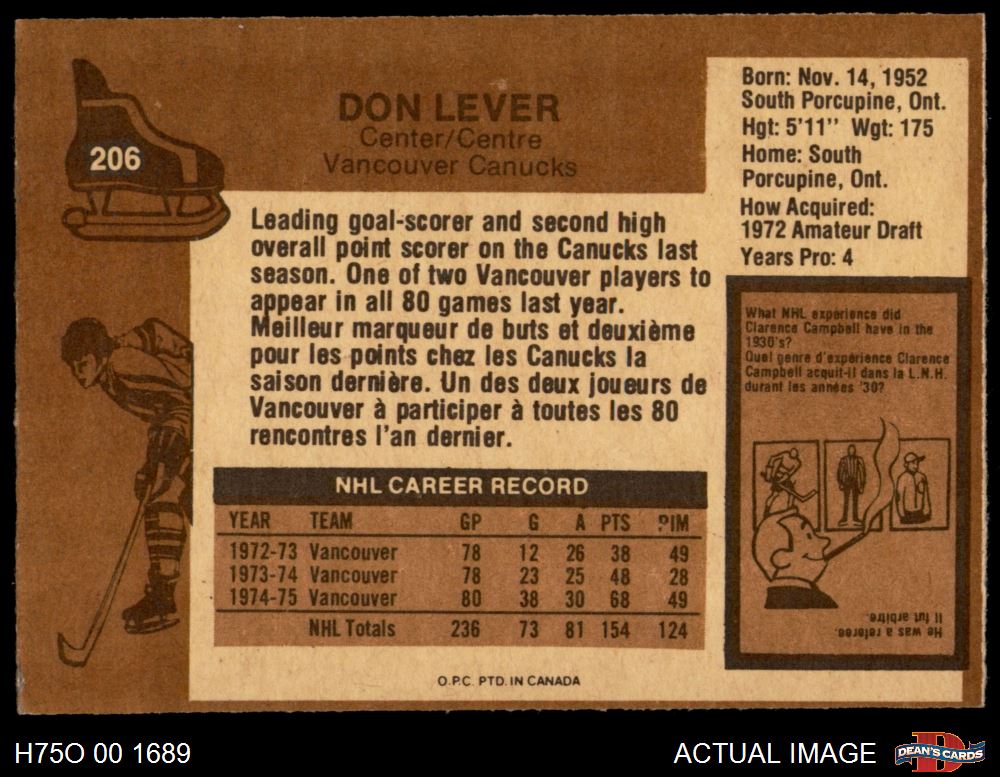 206
DON LEVER
Center/Centre
Vancouver Canucks
Born: Nov. 14, 1952
South Porcupine, Ont.
Hgt: 5'11" Wgt: 175
Home: South
Porcupine, Ont.
How Acquired:
1972 Amateur Draft
Years Pro: 4
Leading goal-scorer and second high
overall point scorer on the Canucks last
season. One of two Vancouver players to
appear in all 80 games last year.
Meilleur marqueur de buts et deuxième
pour les points chez les Canucks la
saison dernière. Un des deux joueurs de
Vancouver à participer à toutes les 80
rencontres l'an dernier.
What NHL experience did
Clarence Campbell have in the
1930's?
Quel genre d'expérience Clarence
Campbell acquit-il dans la L.N.H.
durant les années '30?
He was a referee.
Il fut arbitre.
NHL CAREER RECORD
YEAR TEAM GP G A PTS PIM
1972-73 Vancouver 78 12 26 38 49
1973-74 Vancouver 78 23 25 48 28
1974-75 Vancouver 80 38 30 68 49
NHL Totals 236 73 81 154 124
O.P.C. PTD. IN CANADA
H75O 00 1689
ACTUAL IMAGE
D
DEAN'S CARDS